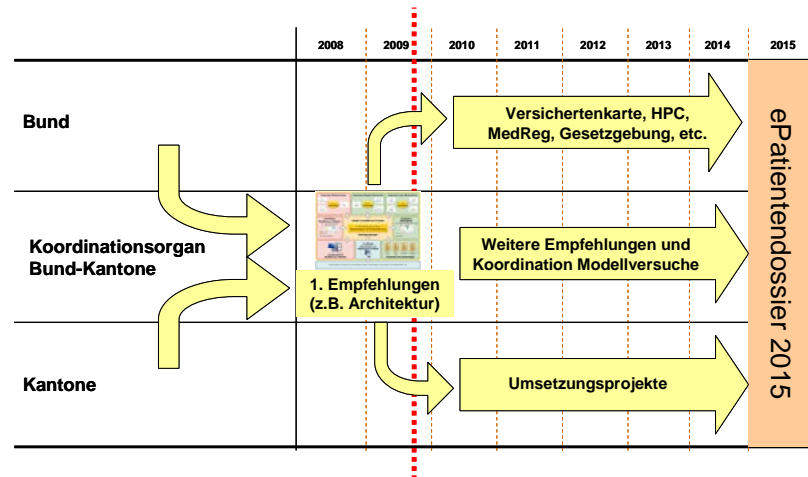 2008 2009 2010 2011 2012 2013 2014 2015
Bund
Versichertenkarte, HPC,
MedReg, Gesetzgebung, etc.
Koordinationsorgan
Bund-Kantone
1. Empfehlungen
(z.B. Architektur)
Weitere Empfehlungen und
Koordination Modellversuche
Kantone
Umsetzungsprojekte
ePatientendossier 2015